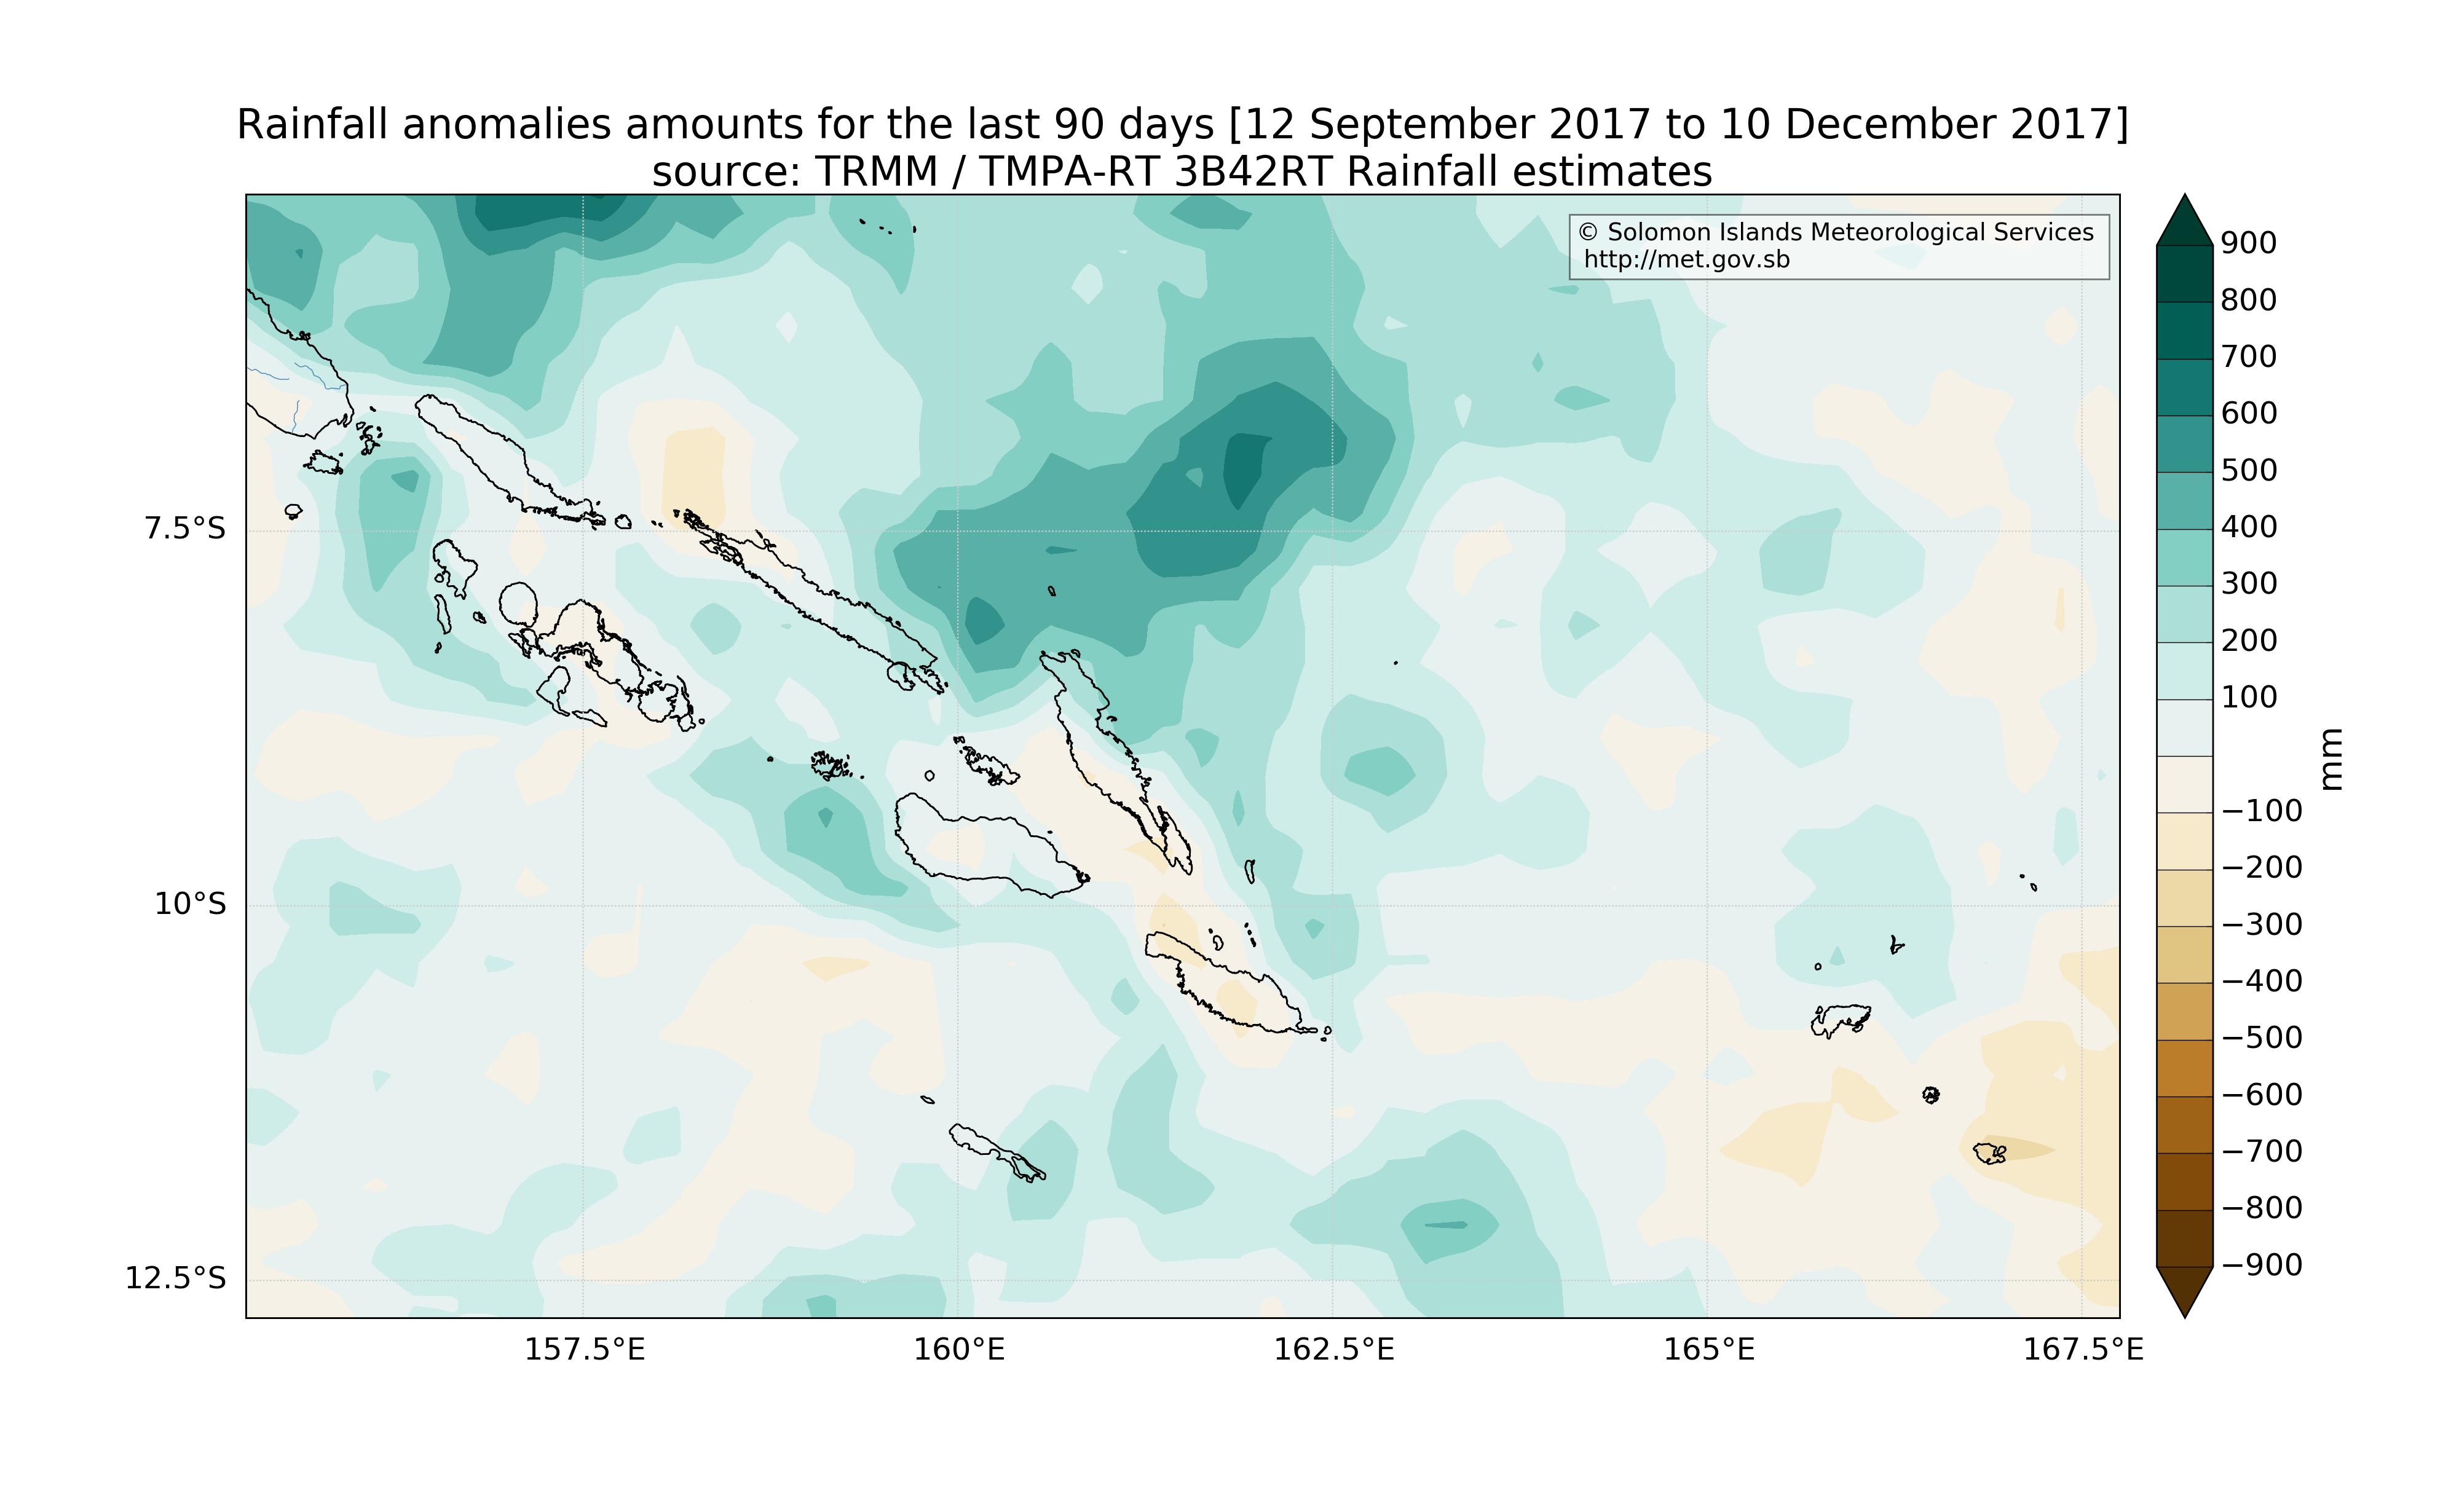 Rainfall anomalies amounts for the last 90 days [12 September 2017 to 10 December 2017]
source: TRMM / TMPA-RT 3B42RT Rainfall estimates
© Solomon Islands Meteorological Services
http://met.gov.sb
7.5°S
10°S
12.5°S
157.5°E
160°E
162.5°E
165°E
167.5°E
900
800
700
600
500
400
300
200
100
−100
−200
−300
−400
−500
−600
−700
−800
−900
mm